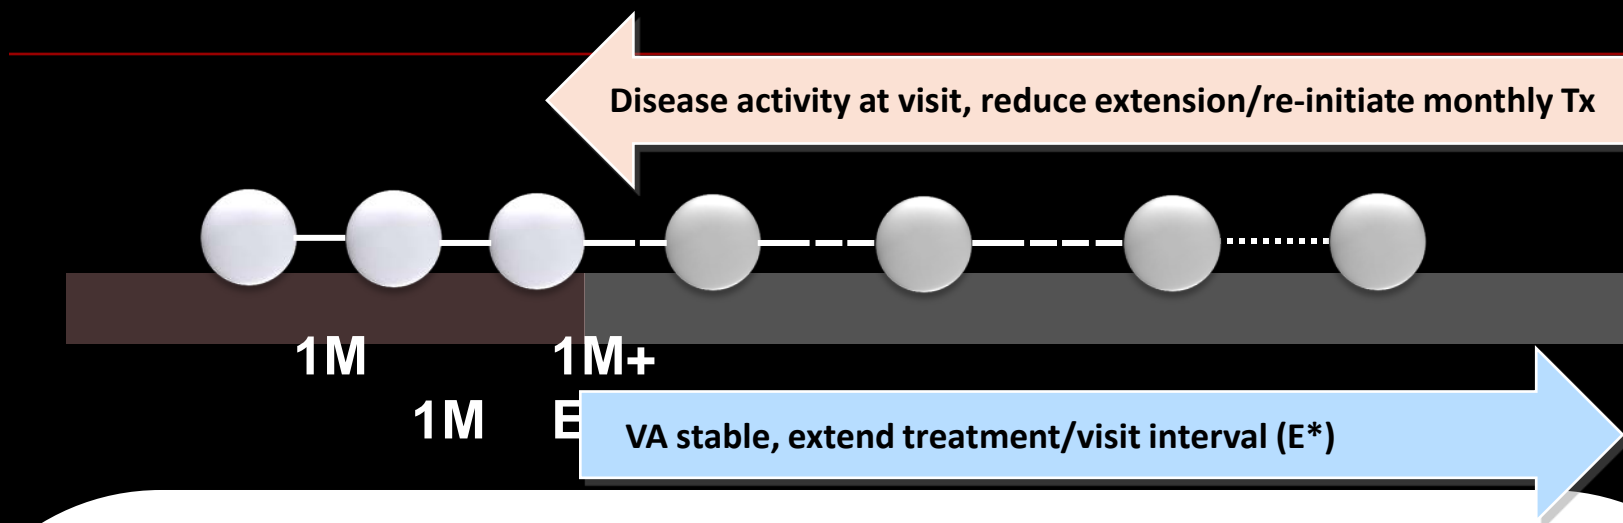 Disease activity at visit, reduce extension/re-initiate monthly Tx
1M
1M+
1M
E
VA stable, extend treatment/visit interval (E*)